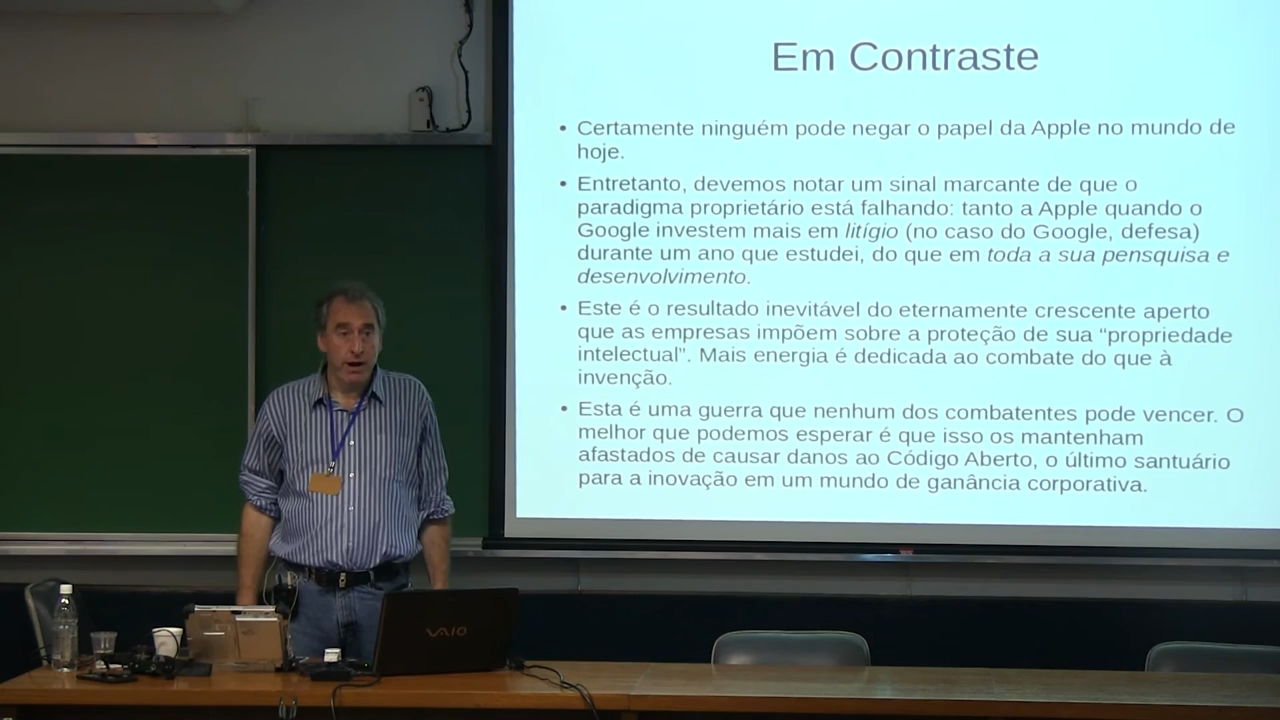 Em Contraste
• Certamente ninguém pode negar o papel da Apple no mundo de
hoje.
• Entretanto, devemos notar um sinal marcante de que o
paradigma proprietário está falhando: tanto a Apple quando o
Google investem mais em litígio (no caso do Google, defesa)
durante um ano que estudei, do que em toda a sua pensquisa e
desenvolvimento.
• Este é o resultado inevitável do eternamente crescente aperto
que as empresas impõem sobre a proteção de sua “propriedade
intelectual”. Mais energia é dedicada ao combate do que à
invenção.
• Esta é uma guerra que nenhum dos combatentes pode vencer. O
melhor que podemos esperar é que isso os mantenham
afastados de causar danos ao Código Aberto, o último santuário
para a inovação em um mundo de ganância corporativa.
VAIO